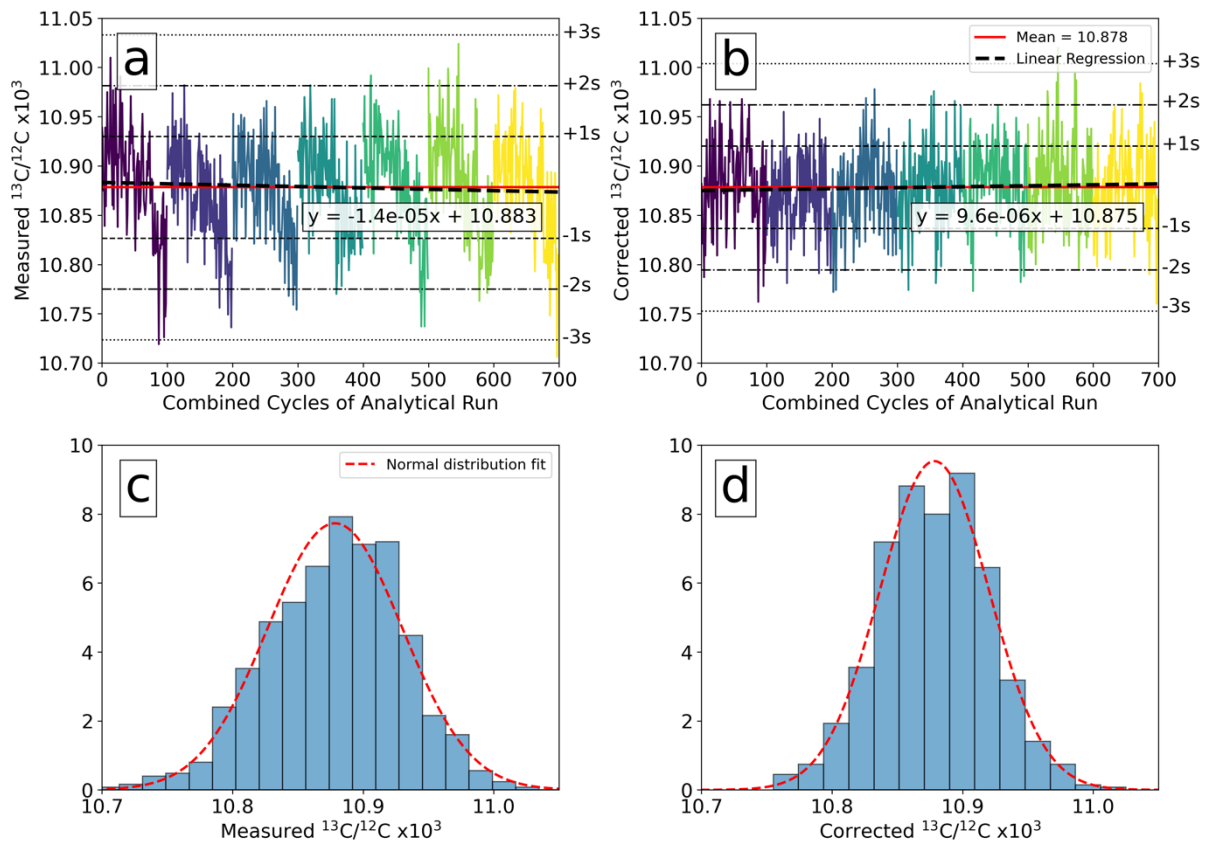 a
Measured ¹³C/¹²C x10³
11.05
11.00
10.95
10.90
10.85
10.80
10.75
10.70
+3s
+2s
+1s
-1s
-2s
-3s
y = -1.4e-05x + 10.883
0 100 200 300 400 500 600 700
Combined Cycles of Analytical Run
b
Corrected ¹³C/¹²C x10³
11.05
11.00
10.95
10.90
10.85
10.80
10.75
10.70
Mean = 10.878
Linear Regression
+3s
+2s
+1s
-1s
-2s
-3s
y = 9.6e-06x + 10.875
0 100 200 300 400 500 600 700
Combined Cycles of Analytical Run
c
Normal distribution fit
10
8
6
4
2
0
10.7 10.8 10.9 11.0
Measured ¹³C/¹²C x10³
d
10
8
6
4
2
0
10.7 10.8 10.9 11.0
Corrected ¹³C/¹²C x10³